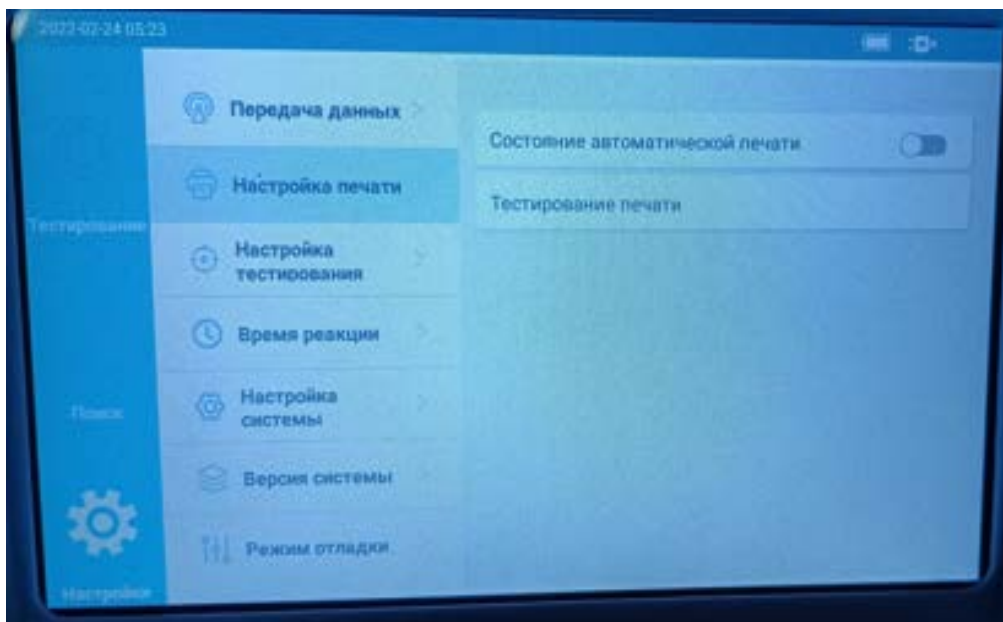 2022-02-24 05:23
Передача данных
Настройка печати
Настройка
тестирования
Время реакции
Настройка
системы
Версия системы
Режим отладки
Тестирование
Поиск
Настройки
Состояние автоматической печати
Тестирование печати